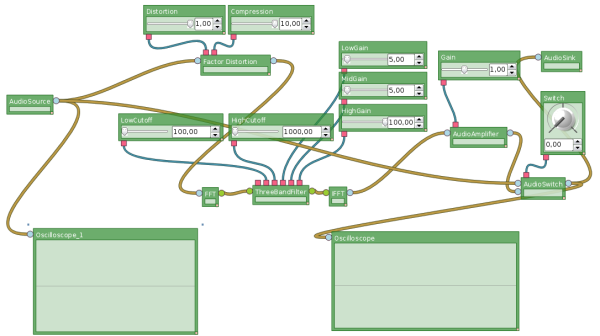 Distortion
1,00
Compression
10,00
Factor Distortion
LowGain
5,00
MidGain
5,00
HighGain
100,00
Gain
1,00
AudioSink
Switch
0,00
AudioSource
LowCutoff
100,00
HighCutoff
1000,00
AudioAmplifier
FFT
ThreeBandFilter
IFFT
AudioSwitch
Oscilloscope_1
Oscilloscope